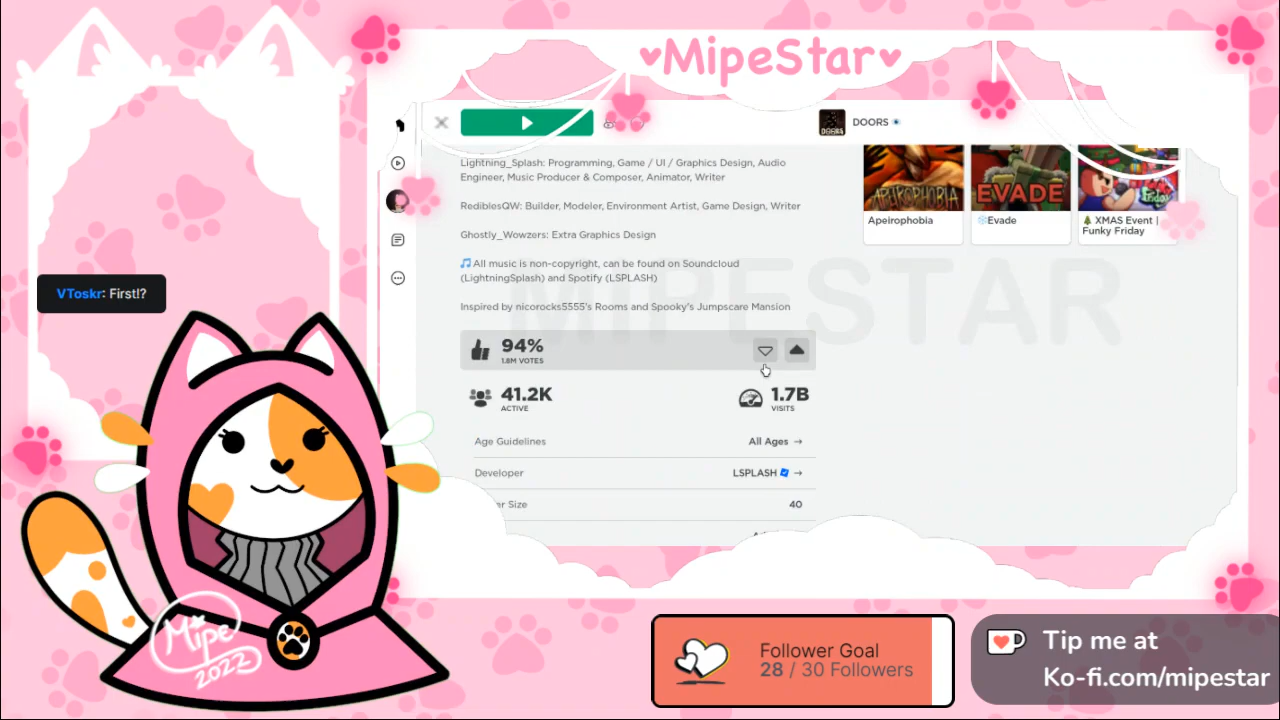 ♥MipeStar♥
DOORS 👁
Lightning_Splash: Programming, Game / UI / Graphics Design, Audio
Engineer, Music Producer & Composer, Animator, Writer
RediblesQW: Builder, Modeler, Environment Artist, Game Design, Writer
Ghostly_Wowzers: Extra Graphics Design
🎵All music is non-copyright, can be found on Soundcloud
(LightningSplash) and Spotify (LSPLASH)
Inspired by nicorocks5555's Rooms and Spooky's Jumpscare Mansion
94%
1.8M VOTES
41.2K
ACTIVE
1.7B
VISITS
Age Guidelines
All Ages →
Developer
LSPLASH →
Size
40
APEIROPHOBIA
Apeirophobia
EVADE
❄Evade
Friday
🎄 XMAS Event |
Funky Friday
MIPESTAR
VToskr: First!?
Mipe
2022
Follower Goal
28 / 30 Followers
Tip me at
Ko-fi.com/mipestar